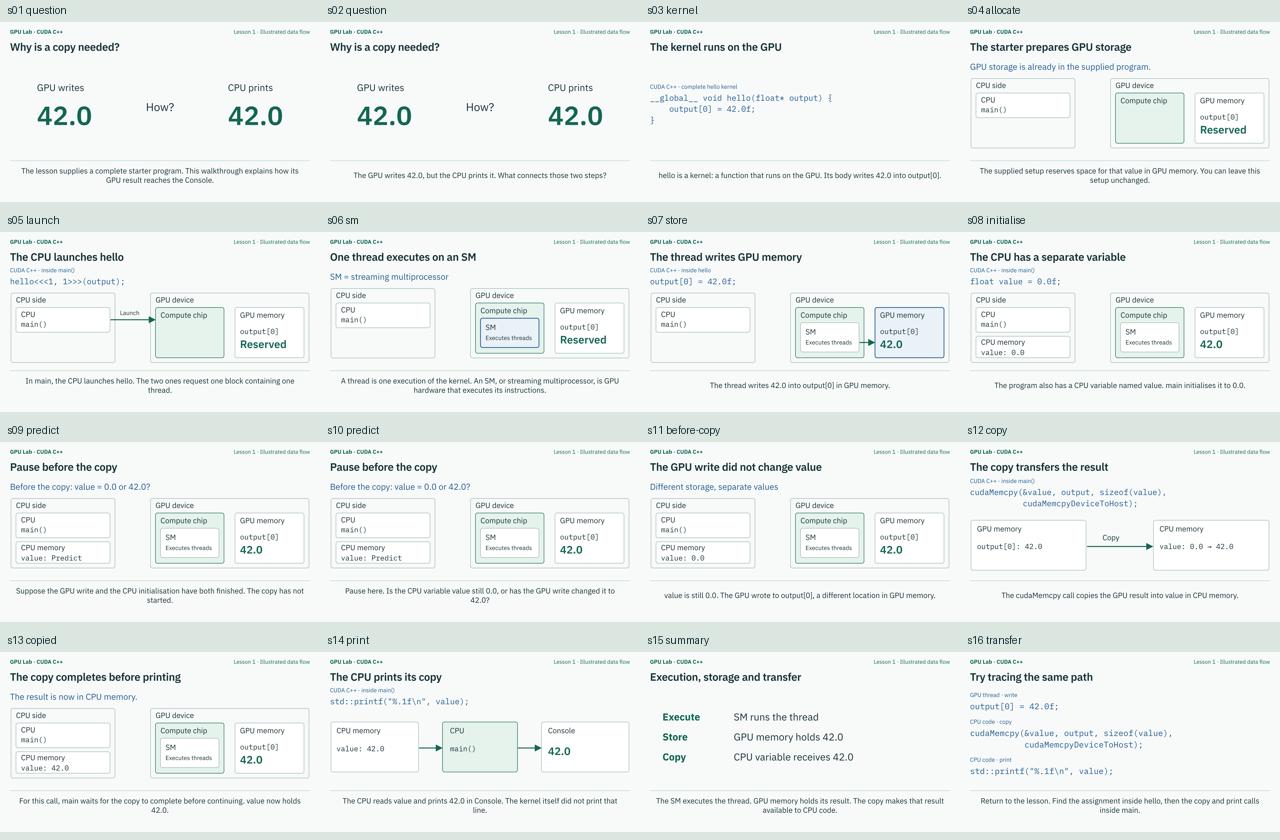 s01 question
GPU Lab · CUDA C++
Lesson 1 · Illustrated data flow
Why is a copy needed?
GPU writes
42.0
How?
CPU prints
42.0
The lesson supplies a complete starter program. This walkthrough explains how its
GPU result reaches the Console.
s02 question
GPU Lab · CUDA C++
Lesson 1 · Illustrated data flow
Why is a copy needed?
GPU writes
42.0
How?
CPU prints
42.0
The GPU writes 42.0, but the CPU prints it. What connects those two steps?
s03 kernel
GPU Lab · CUDA C++
Lesson 1 · Illustrated data flow
The kernel runs on the GPU
CUDA C++ · complete hello kernel
__global__ void hello(float* output) {
output[0] = 42.0f;
}
hello is a kernel: a function that runs on the GPU. Its body writes 42.0 into output[0].
s04 allocate
GPU Lab · CUDA C++
Lesson 1 · Illustrated data flow
The starter prepares GPU storage
GPU storage is already in the supplied program.
CPU side
CPU
main()
GPU device
Compute chip
GPU memory
output[0]
Reserved
The supplied setup reserves space for that value in GPU memory. You can leave this
setup unchanged.
s05 launch
GPU Lab · CUDA C++
Lesson 1 · Illustrated data flow
The CPU launches hello
CUDA C++ · inside main()
hello<<<1, 1>>>(output);
CPU side
CPU
main()
Launch
GPU device
Compute chip
GPU memory
output[0]
Reserved
In main, the CPU launches hello. The two ones request one block containing one
thread.
s06 sm
GPU Lab · CUDA C++
Lesson 1 · Illustrated data flow
One thread executes on an SM
SM = streaming multiprocessor
CPU side
CPU
main()
GPU device
Compute chip
SM
Executes threads
GPU memory
output[0]
Reserved
A thread is one execution of the kernel. An SM, or streaming multiprocessor, is GPU
hardware that executes its instructions.
s07 store
GPU Lab · CUDA C++
Lesson 1 · Illustrated data flow
The thread writes GPU memory
CUDA C++ · inside hello
output[0] = 42.0f;
CPU side
CPU
main()
GPU device
Compute chip
SM
Executes threads
GPU memory
output[0]
42.0
The thread writes 42.0 into output[0] in GPU memory.
s08 initialise
GPU Lab · CUDA C++
Lesson 1 · Illustrated data flow
The CPU has a separate variable
CUDA C++ · inside main()
float value = 0.0f;
CPU side
CPU
main()
CPU memory
value: 0.0
GPU device
Compute chip
SM
Executes threads
GPU memory
output[0]
42.0
The program also has a CPU variable named value. main initialises it to 0.0.
s09 predict
GPU Lab · CUDA C++
Lesson 1 · Illustrated data flow
Pause before the copy
Before the copy: value = 0.0 or 42.0?
CPU side
CPU
main()
CPU memory
value: Predict
GPU device
Compute chip
SM
Executes threads
GPU memory
output[0]
42.0
Suppose the GPU write and the CPU initialisation have both finished. The copy has not
started.
s10 predict
GPU Lab · CUDA C++
Lesson 1 · Illustrated data flow
Pause before the copy
Before the copy: value = 0.0 or 42.0?
CPU side
CPU
main()
CPU memory
value: Predict
GPU device
Compute chip
SM
Executes threads
GPU memory
output[0]
42.0
Pause here. Is the CPU variable value still 0.0, or has the GPU write changed it to
42.0?
s11 before-copy
GPU Lab · CUDA C++
Lesson 1 · Illustrated data flow
The GPU write did not change value
Different storage, separate values
CPU side
CPU
main()
CPU memory
value: 0.0
GPU device
Compute chip
SM
Executes threads
GPU memory
output[0]
42.0
value is still 0.0. The GPU wrote to output[0], a different location in GPU memory.
s12 copy
GPU Lab · CUDA C++
Lesson 1 · Illustrated data flow
The copy transfers the result
CUDA C++ · inside main()
cudaMemcpy(&value, output, sizeof(value),
cudaMemcpyDeviceToHost);
GPU memory
output[0]: 42.0
Copy
CPU memory
value: 0.0 → 42.0
The cudaMemcpy call copies the GPU result into value in CPU memory.
s13 copied
GPU Lab · CUDA C++
Lesson 1 · Illustrated data flow
The copy completes before printing
The result is now in CPU memory.
CPU side
CPU
main()
CPU memory
value: 42.0
GPU device
Compute chip
SM
Executes threads
GPU memory
output[0]
42.0
For this call, main waits for the copy to complete before continuing. value now holds
42.0.
s14 print
GPU Lab · CUDA C++
Lesson 1 · Illustrated data flow
The CPU prints its copy
CUDA C++ · inside main()
std::printf("%.1f\n", value);
CPU memory
value: 42.0
CPU
main()
Console
42.0
The CPU reads value and prints 42.0 in Console. The kernel itself did not print that
line.
s15 summary
GPU Lab · CUDA C++
Lesson 1 · Illustrated data flow
Execution, storage and transfer
Execute
SM runs the thread
Store
GPU memory holds 42.0
Copy
CPU variable receives 42.0
The SM executes the thread. GPU memory holds its result. The copy makes that result
available to CPU code.
s16 transfer
GPU Lab · CUDA C++
Lesson 1 · Illustrated data flow
Try tracing the same path
GPU thread · write
output[0] = 42.0f;
CPU code · copy
cudaMemcpy(&value, output, sizeof(value),
cudaMemcpyDeviceToHost);
CPU code · print
std::printf("%.1f\n", value);
Return to the lesson. Find the assignment inside hello, then the copy and print calls
inside main.